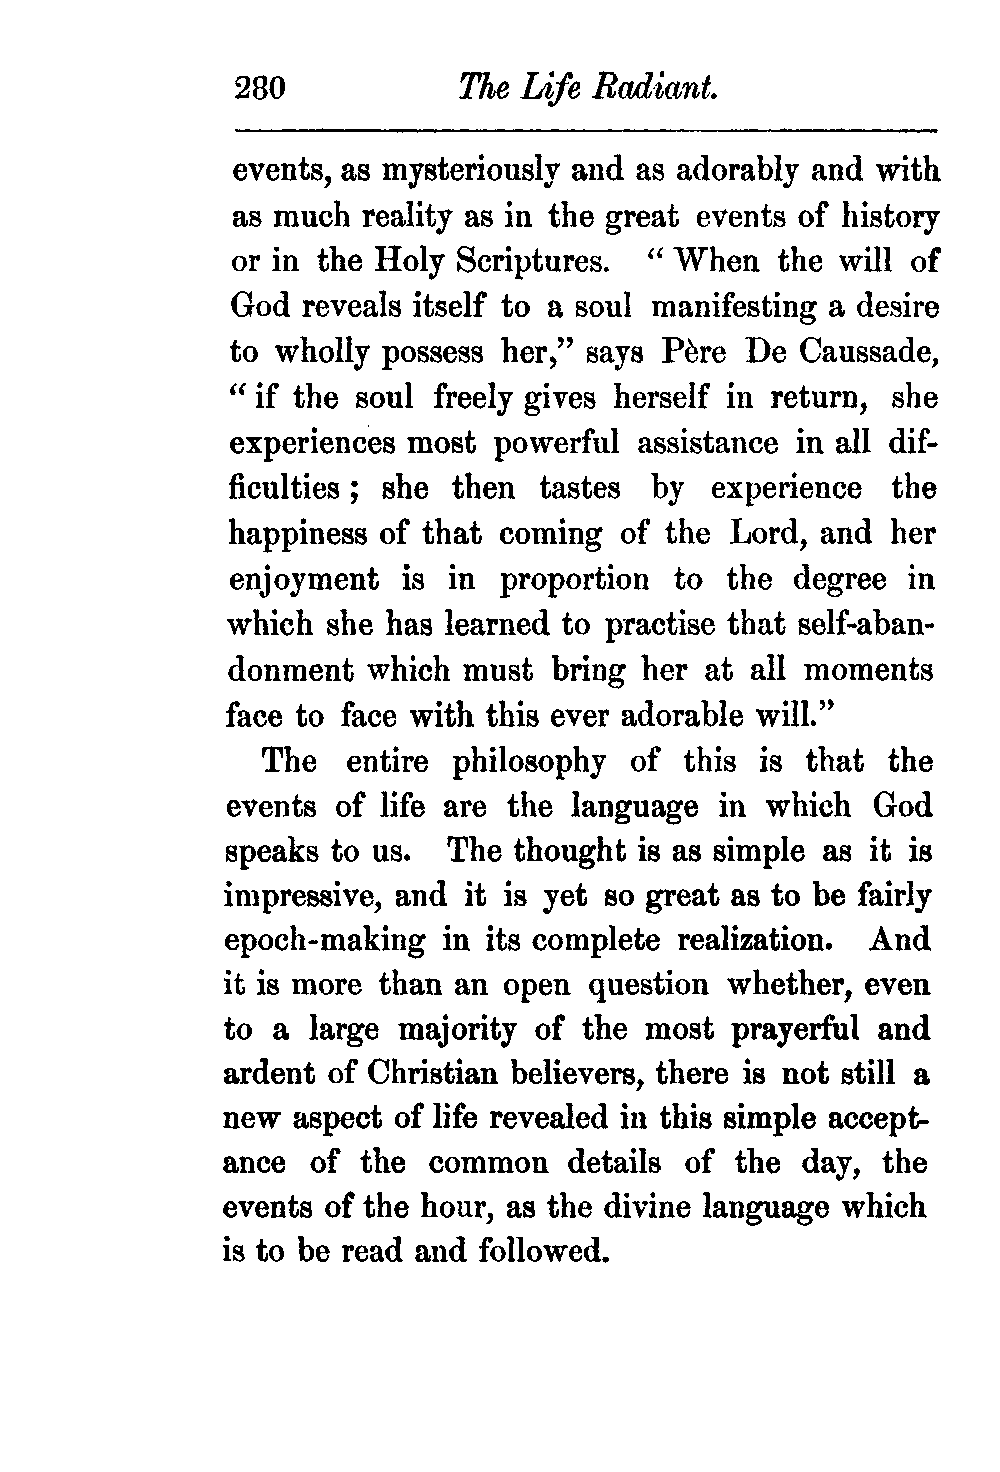 280 The Life Radiant.
events, as mysteriously and as adorably and with
as much reality as in the great events of history
or in the Holy Scriptures. “ When the will of
God reveals itself to a soul manifesting a desire
to wholly possess her,” says Père De Caussade,
“ if the soul freely gives herself in return, she
experiences most powerful assistance in all dif-
ficulties ; she then tastes by experience the
happiness of that coming of the Lord, and her
enjoyment is in proportion to the degree in
which she has learned to practise that self-aban-
donment which must bring her at all moments
face to face with this ever adorable will.”
The entire philosophy of this is that the
events of life are the language in which God
speaks to us. The thought is as simple as it is
impressive, and it is yet so great as to be fairly
epoch-making in its complete realization. And
it is more than an open question whether, even
to a large majority of the most prayerful and
ardent of Christian believers, there is not still a
new aspect of life revealed in this simple accept-
ance of the common details of the day, the
events of the hour, as the divine language which
is to be read and followed.